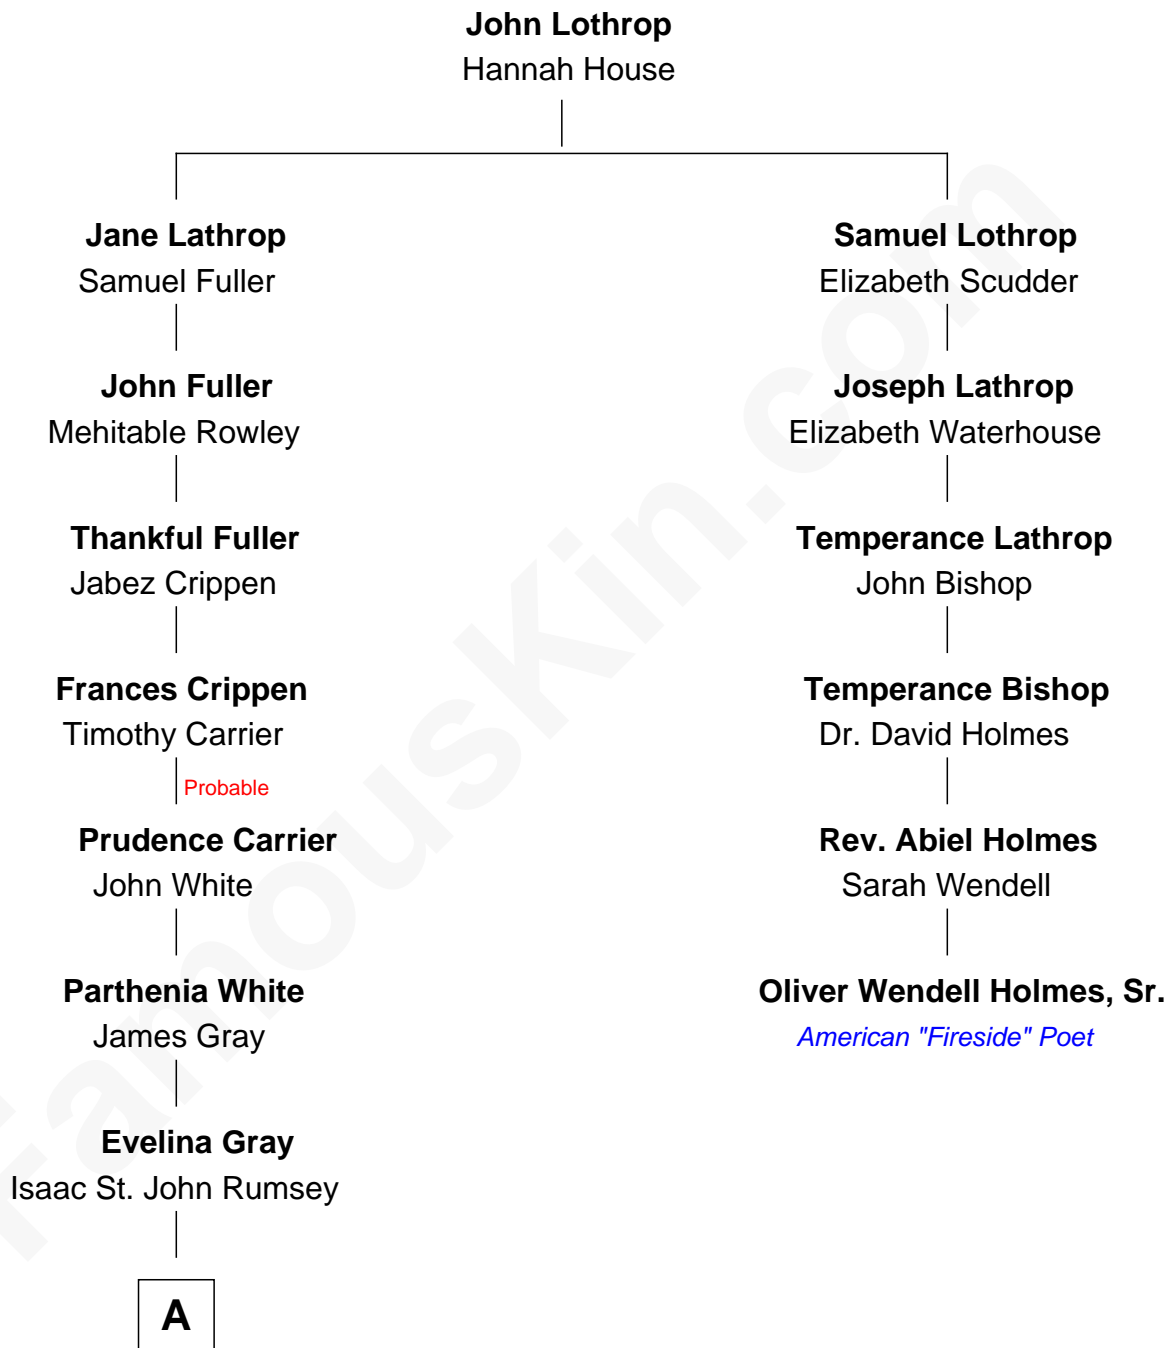 John Lothrop
Hannah House
Jane Lathrop
Samuel Fuller
Samuel Lothrop
Elizabeth Scudder
John Fuller
Mehitable Rowley
Joseph Lathrop
Elizabeth Waterhouse
Thankful Fuller
Jabez Crippen
Temperance Lathrop
John Bishop
Frances Crippen
Timothy Carrier
Temperance Bishop
Dr. David Holmes
Probable
Prudence Carrier
John White
Rev. Abiel Holmes
Sarah Wendell
Parthenia White
James Gray
Oliver Wendell Holmes, Sr.
American "Fireside" Poet
Evelina Gray
Isaac St. John Rumsey
A
FamousKin.com